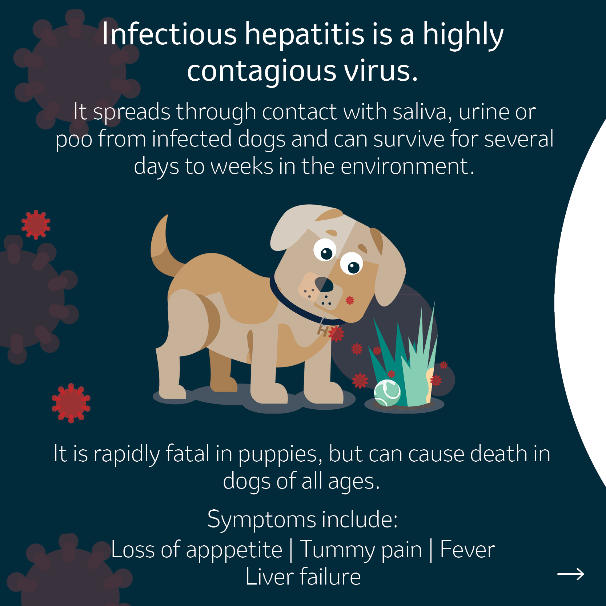 Infectious hepatitis is a highly
contagious virus.
It spreads through contact with saliva, urine or
poo from infected dogs and can survive for several
days to weeks in the environment.
It is rapidly fatal in puppies, but can cause death in
dogs of all ages.
Symptoms include:
Loss of apppetite | Tummy pain | Fever
Liver failure